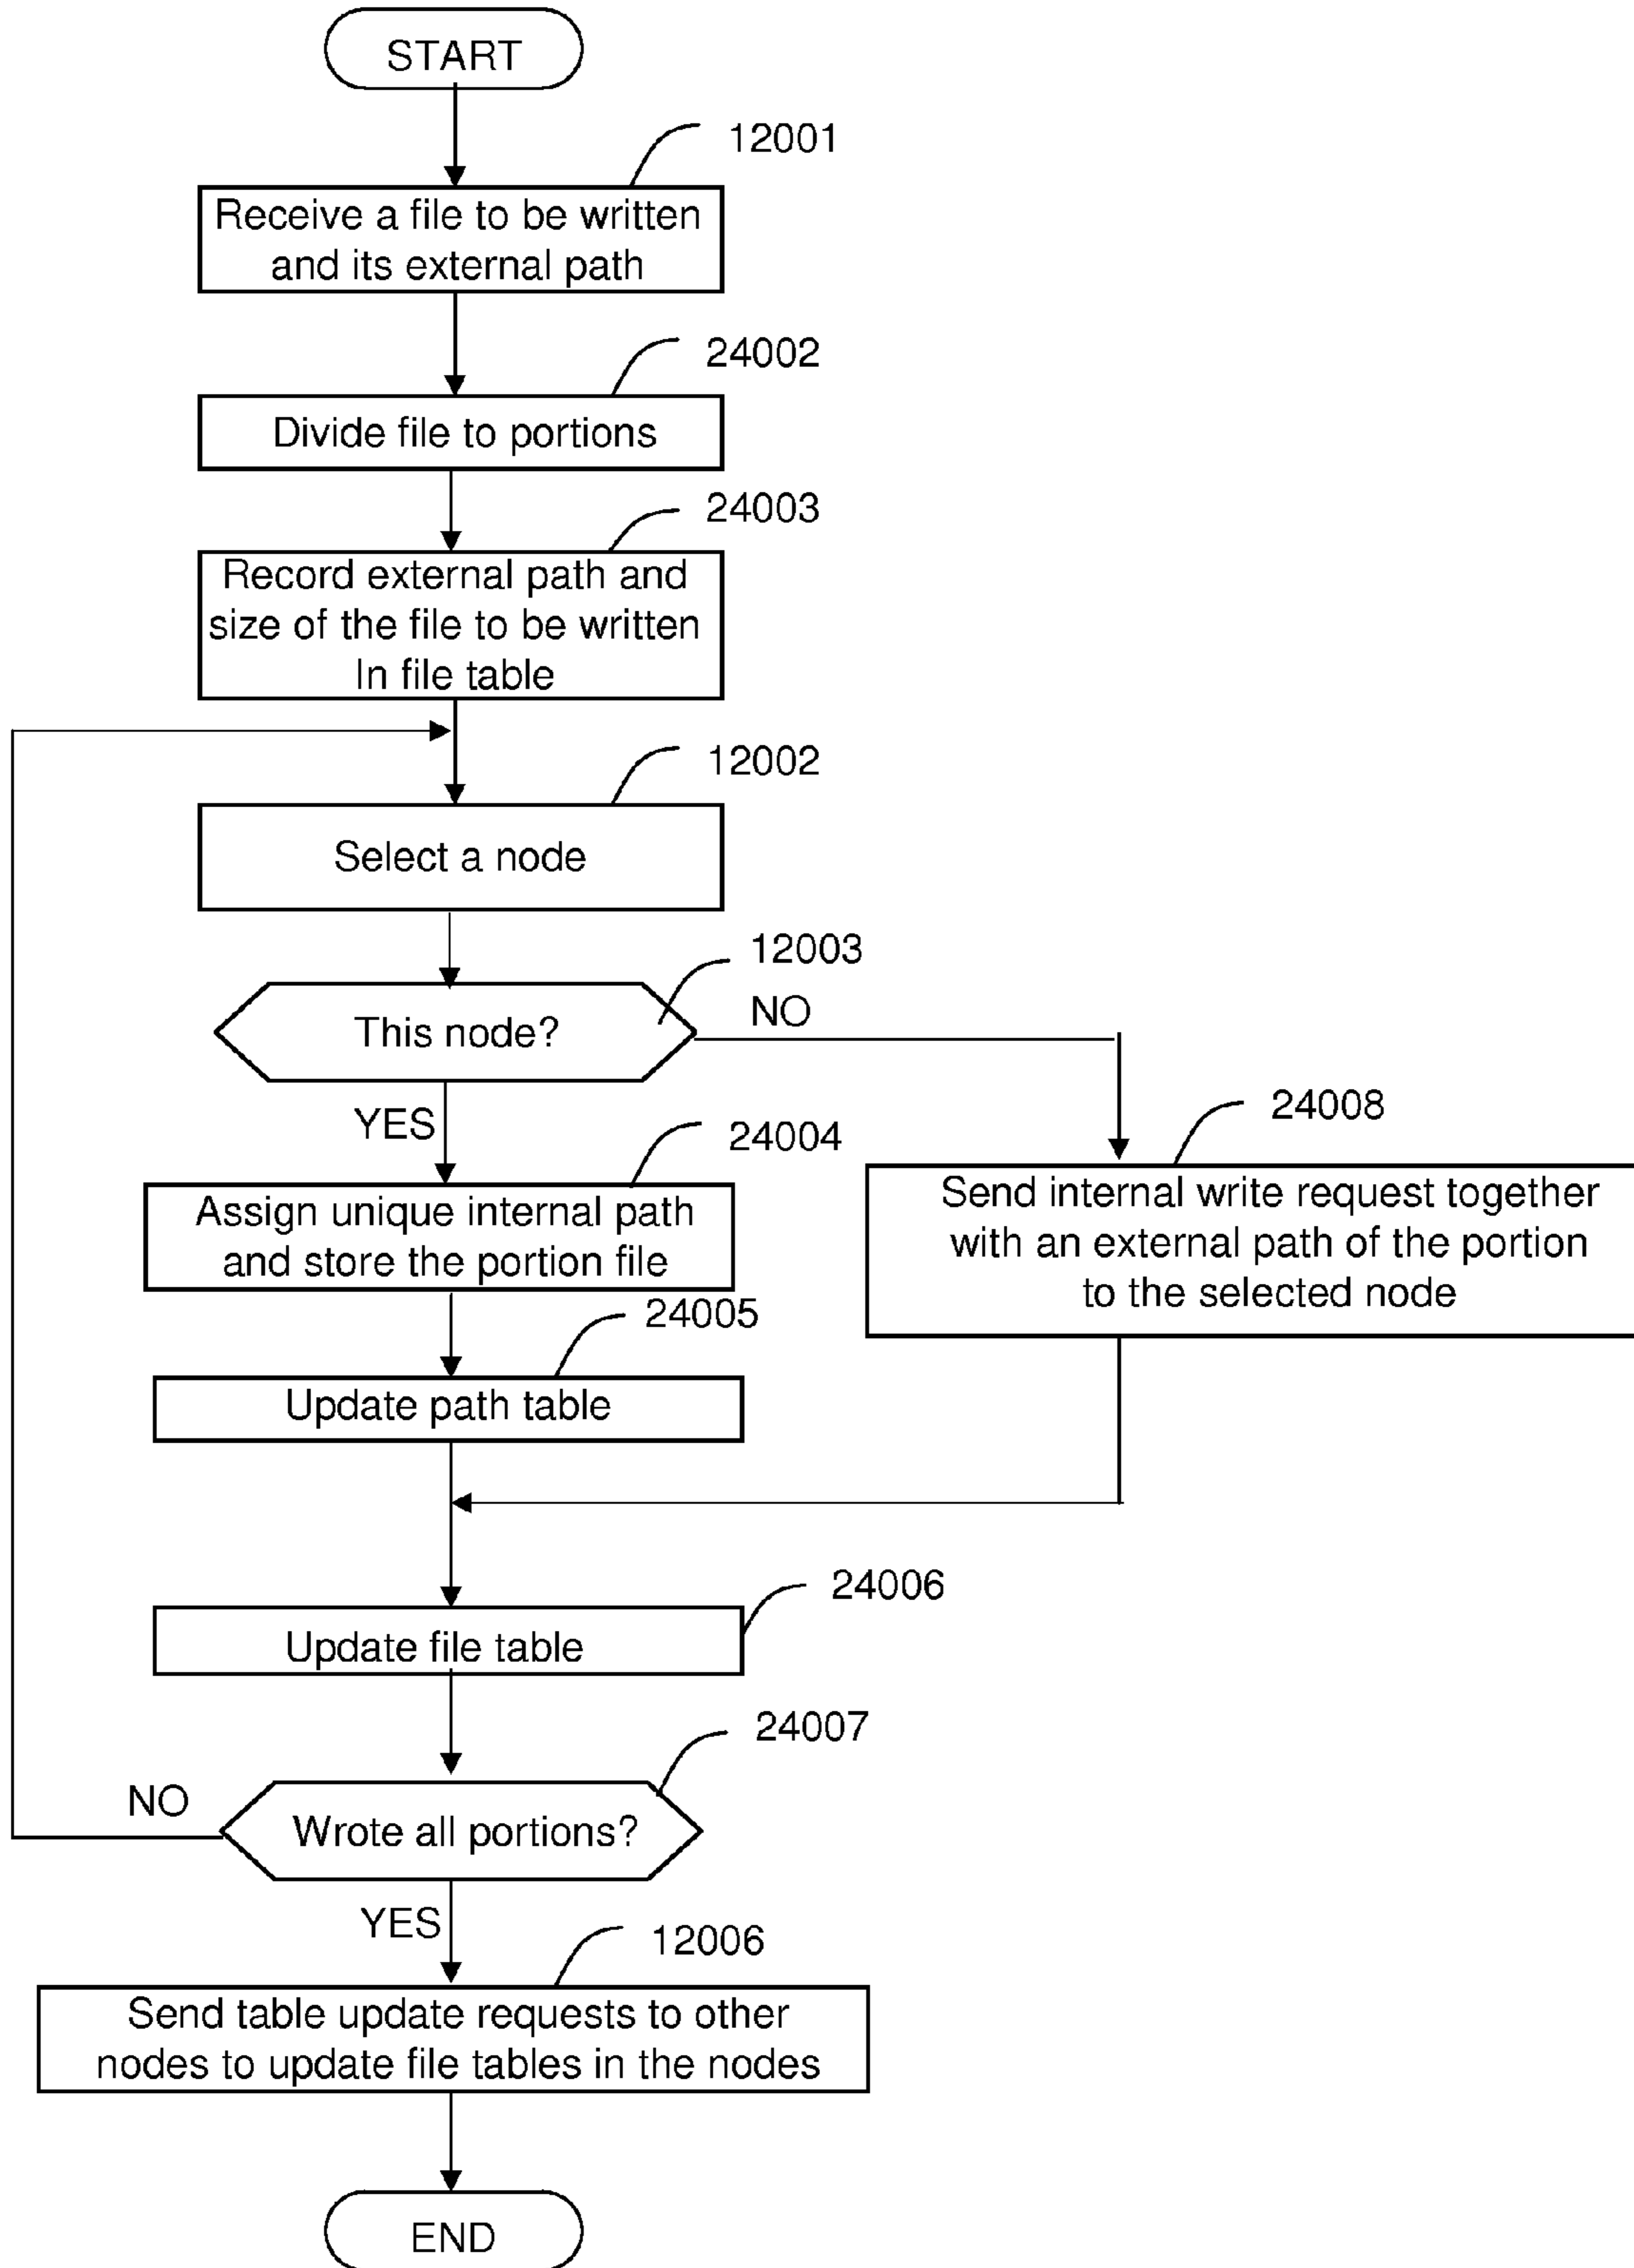 START
12001
Receive a file to be written
and its external path
24002
Divide file to portions
24003
Record external path and
size of the file to be written
In file table
12002
Select a node
12003
This node?
NO
YES
24004
Assign unique internal path
and store the portion file
24008
Send internal write request together
with an external path of the portion
to the selected node
24005
Update path table
24006
Update file table
24007
NO
Wrote all portions?
YES
12006
Send table update requests to other
nodes to update file tables in the nodes
END